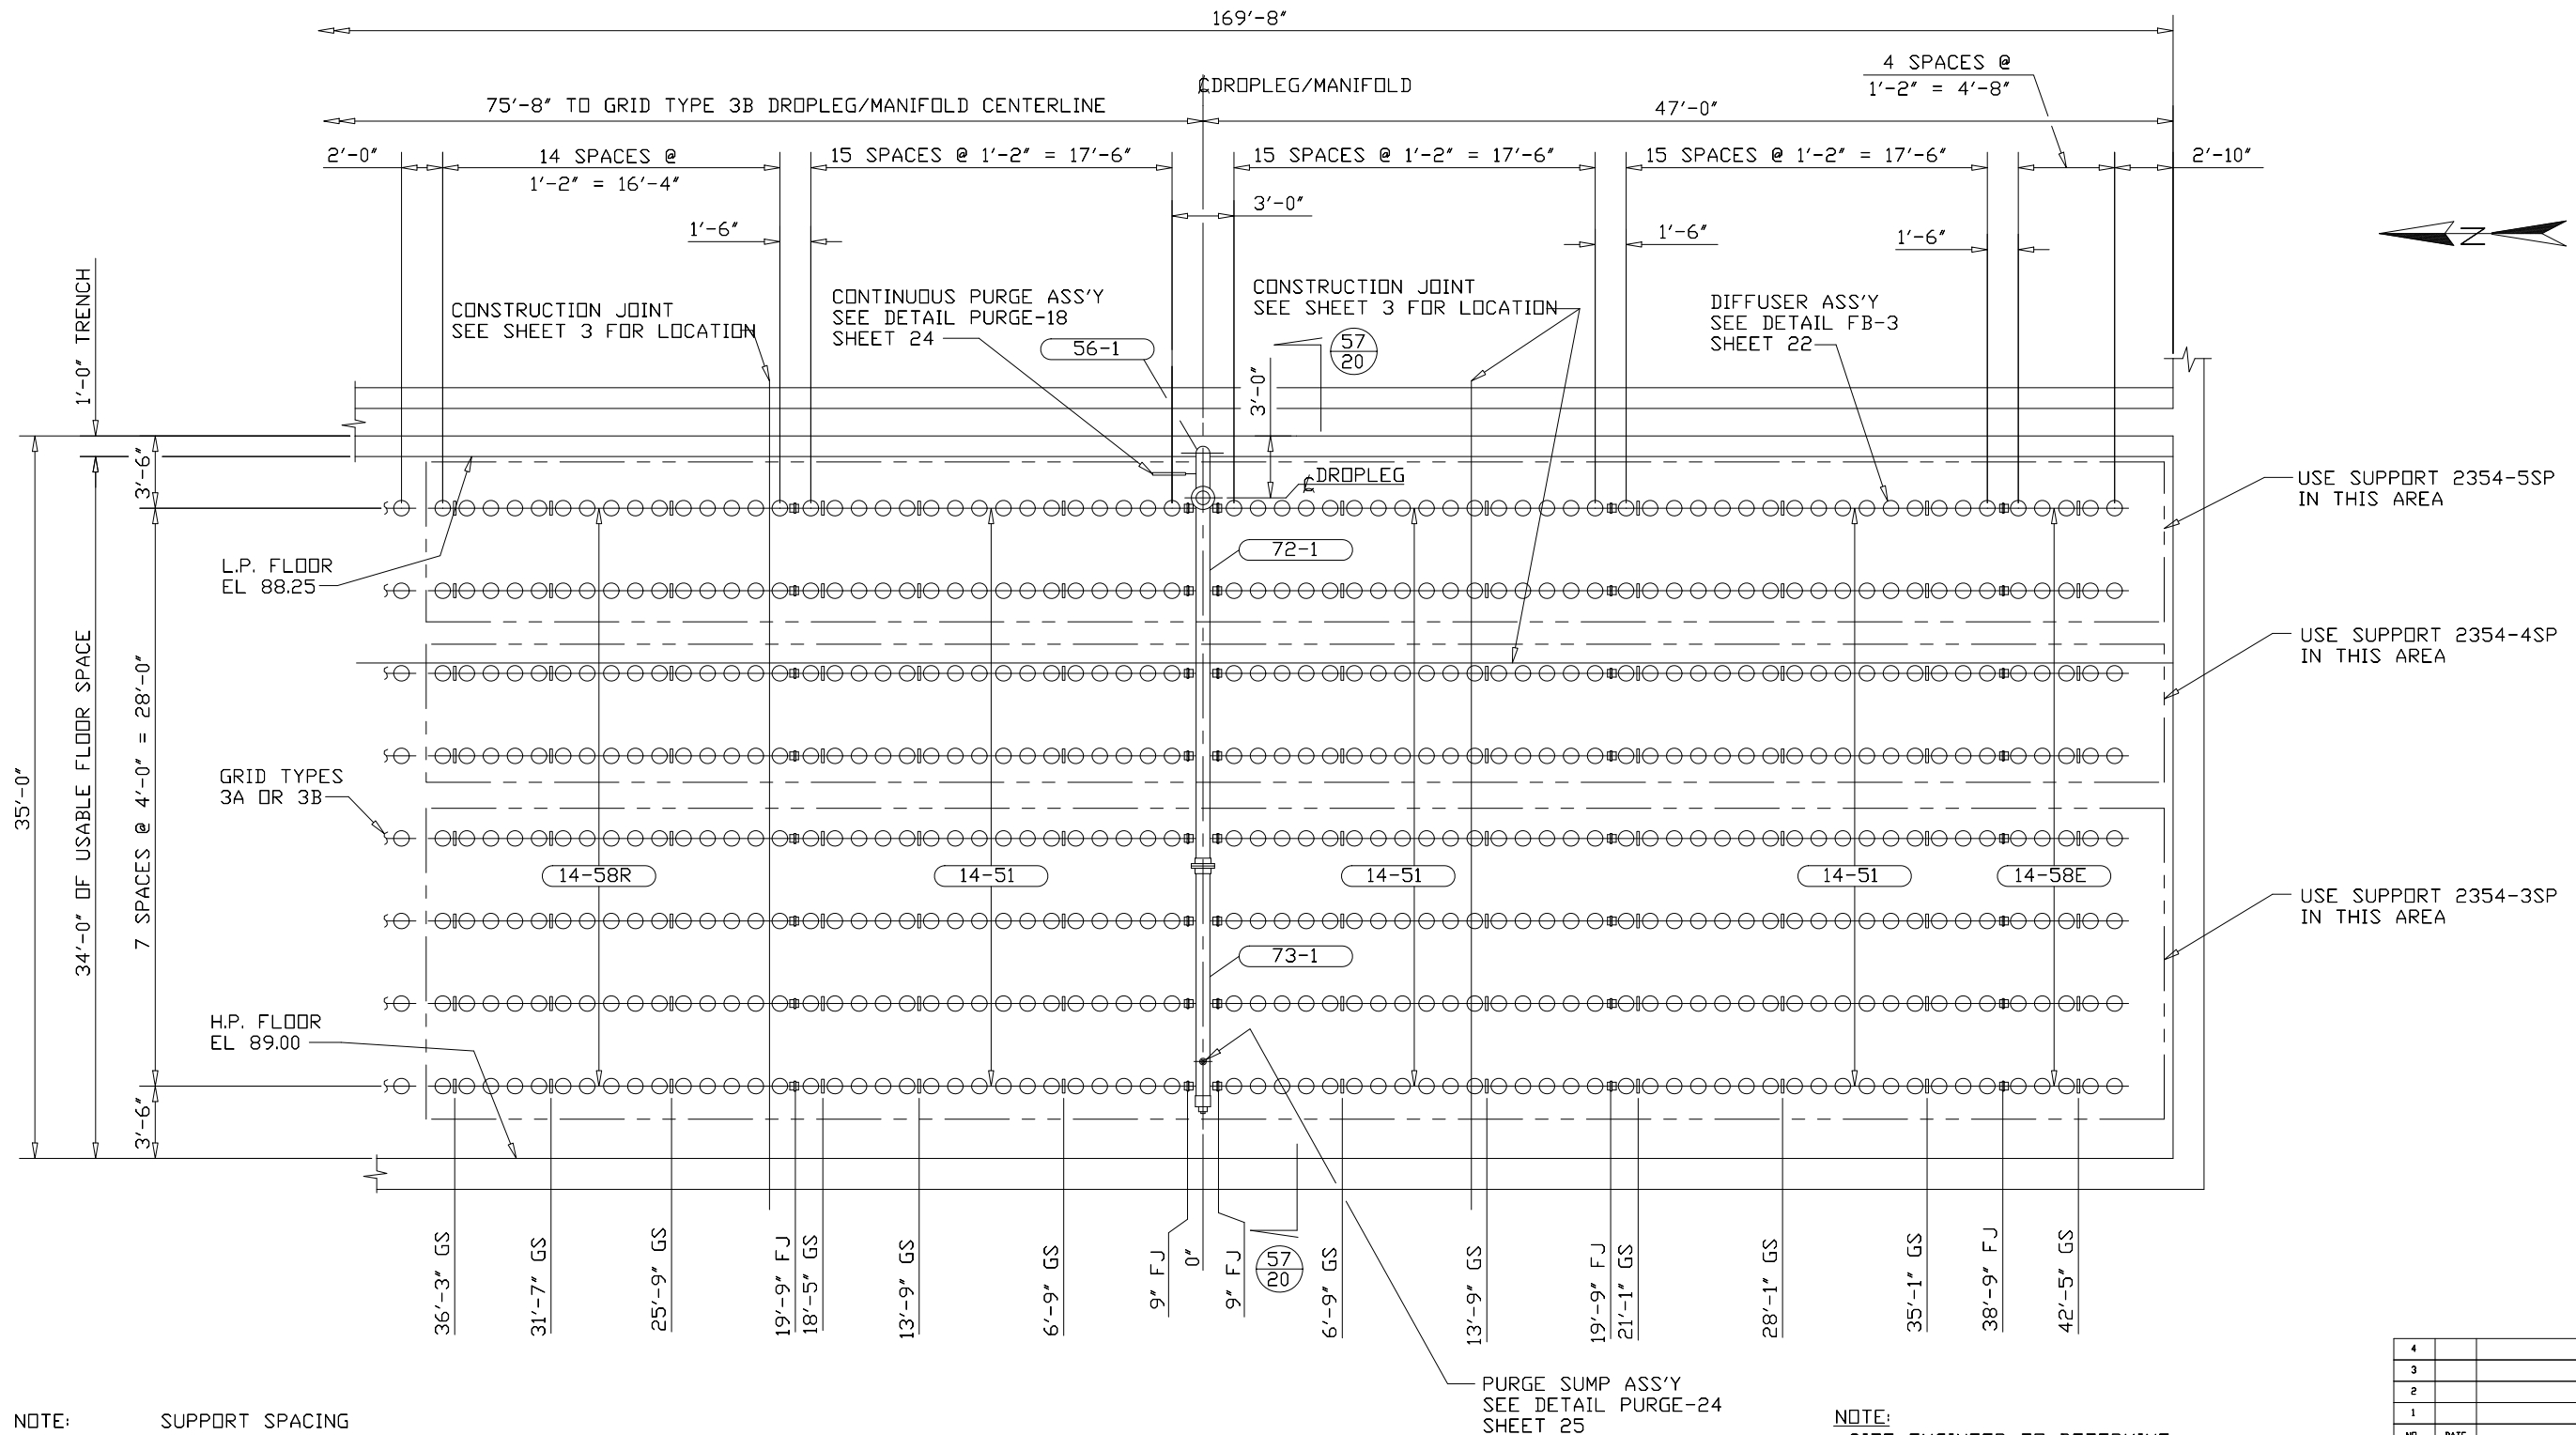 169'-8"
₵DROPLEG/MANIFOLD
4 SPACES @
1'-2" = 4'-8"
75'-8" TO GRID TYPE 3B DROPLEG/MANIFOLD CENTERLINE
47'-0"
2'-0"
14 SPACES @
1'-2" = 16'-4"
15 SPACES @ 1'-2" = 17'-6"
15 SPACES @ 1'-2" = 17'-6"
15 SPACES @ 1'-2" = 17'-6"
2'-10"
3'-0"
1'-6"
1'-6"
1'-6"
N
1'-0" TRENCH
CONSTRUCTION JOINT
SEE SHEET 3 FOR LOCATION
CONTINUOUS PURGE ASS'Y
SEE DETAIL PURGE-18
SHEET 24
56-1
CONSTRUCTION JOINT
SEE SHEET 3 FOR LOCATION
57
20
DIFFUSER ASS'Y
SEE DETAIL FB-3
SHEET 22
3'-0"
3'-6"
₵ DROPLEG
USE SUPPORT 2354-5SP
IN THIS AREA
L.P. FLOOR
EL 88.25
72-1
USE SUPPORT 2354-4SP
IN THIS AREA
35'-0"
34'-0" OF USABLE FLOOR SPACE
7 SPACES @ 4'-0" = 28'-0"
GRID TYPES
3A OR 3B
14-58R
14-51
14-51
14-51
14-58E
USE SUPPORT 2354-3SP
IN THIS AREA
73-1
H.P. FLOOR
EL 89.00
3'-6"
36'-3" GS
31'-7" GS
25'-9" GS
19'-9" FJ
18'-5" GS
13'-9" GS
6'-9" GS
9" FJ
0"
9" FJ
57
20
6'-9" GS
13'-9" GS
19'-9" FJ
21'-1" GS
28'-1" GS
35'-1" GS
38'-9" FJ
42'-5" GS
PURGE SUMP ASS'Y
SEE DETAIL PURGE-24
SHEET 25
NOTE: SUPPORT SPACING
NOTE:
4
3
2
1